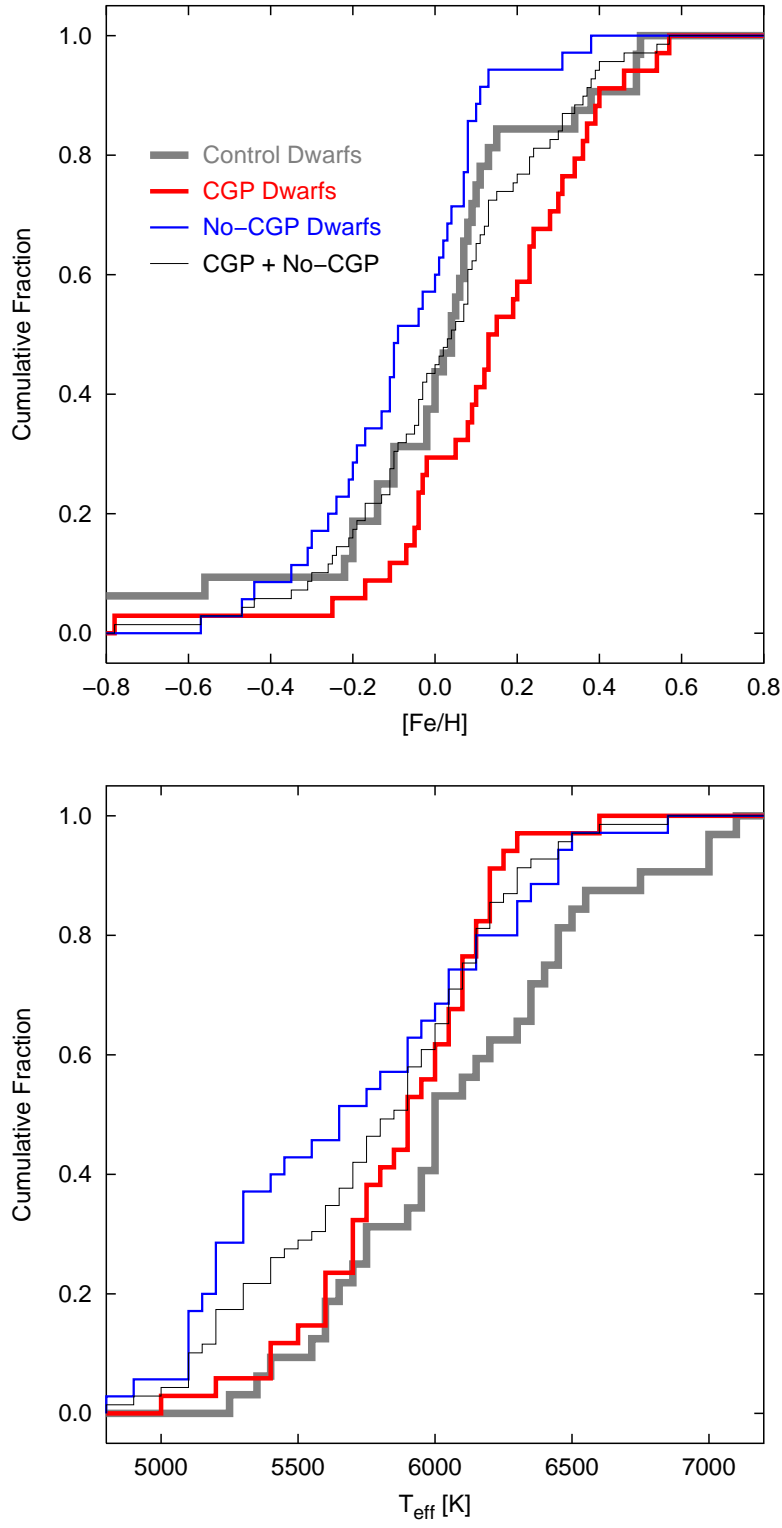 1.0
0.8
0.6
0.4
0.2
0.0
Cumulative Fraction
Control Dwarfs
CGP Dwarfs
No−CGP Dwarfs
CGP + No−CGP
−0.8 −0.6 −0.4 −0.2 0.0 0.2 0.4 0.6 0.8
[Fe/H]
1.0
0.8
0.6
0.4
0.2
0.0
Cumulative Fraction
5000 5500 6000 6500 7000
Teff [K]